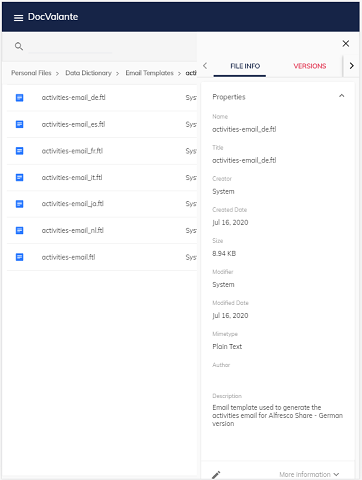 DocValante
Personal Files > Data Dictionary > Email Templates > acti
FILE INFO
VERSIONS
activities-email_de.ftl
Sys
activities-email_es.ftl
Sys
activities-email_fr.ftl
Sys
activities-email_it.ftl
Sys
activities-email_ja.ftl
Sys
activities-email_nl.ftl
Sys
activities-email.ftl
Sys
Properties
Name
activities-email_de.ftl
Title
activities-email_de.ftl
Creator
System
Created Date
Jul 16, 2020
Size
8.94 KB
Modifier
System
Modified Date
Jul 16, 2020
Mimetype
Plain Text
Author
Description
Email template used to generate the
activities email for Alfresco Share - German
version
More information